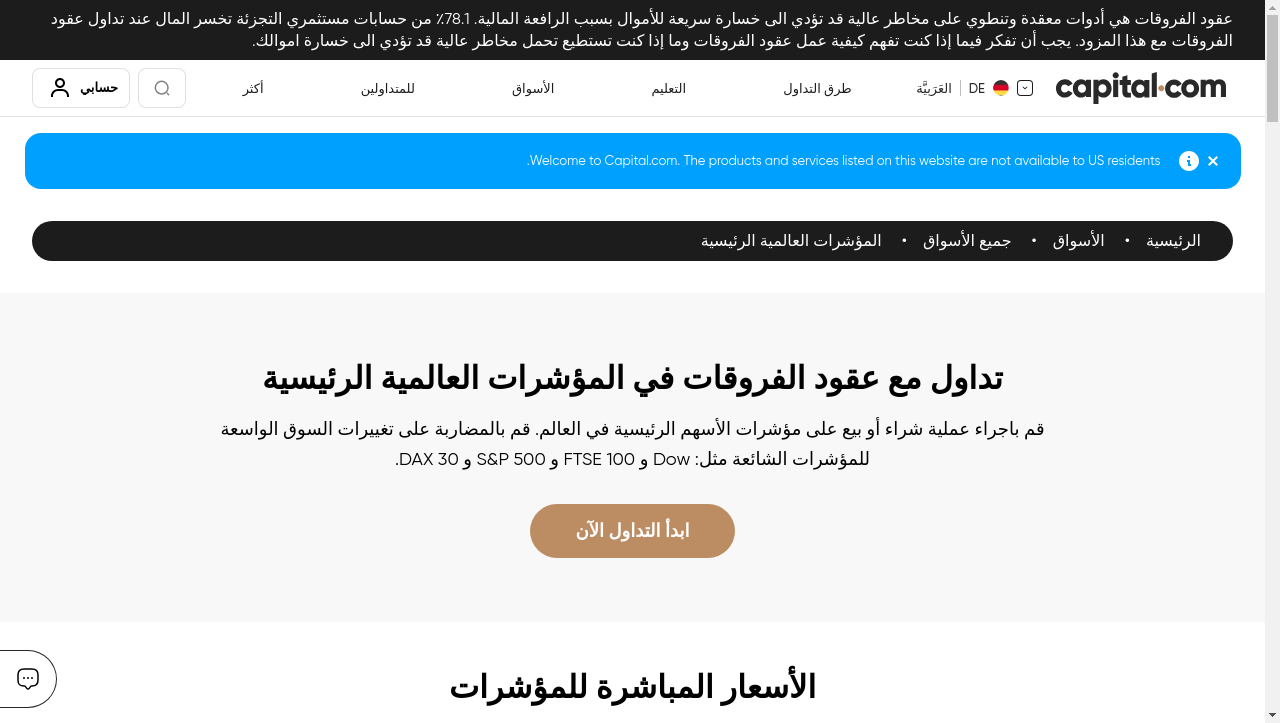 عقود الفروقات هي أدوات معقدة وتنطوي على مخاطر عالية قد تؤدي الى خسارة سريعة للأموال بسبب الرافعة المالية. 78.1٪ من حسابات مستثمري التجزئة تخسر المال عند تداول عقود
الفروقات مع هذا المزود. يجب أن تفكر فيما إذا كنت تفهم كيفية عمل عقود الفروقات وما إذا كنت تستطيع تحمل مخاطر عالية قد تؤدي الى خسارة اموالك.
capital.com
DE
العَرَبيَّة
طرق التداول
التعليم
الأسواق
للمتداولين
أكثر
حسابي
Welcome to Capital.com. The products and services listed on this website are not available to US residents.
الرئيسية • الأسواق • جميع الأسواق • المؤشرات العالمية الرئيسية
تداول مع عقود الفروقات في المؤشرات العالمية الرئيسية
قم باجراء عملية شراء أو بيع على مؤشرات الأسهم الرئيسية في العالم. قم بالمضاربة على تغييرات السوق الواسعة
للمؤشرات الشائعة مثل: Dow و FTSE 100 و S&P 500 و DAX 30.
ابدأ التداول الآن
الأسعار المباشرة للمؤشرات